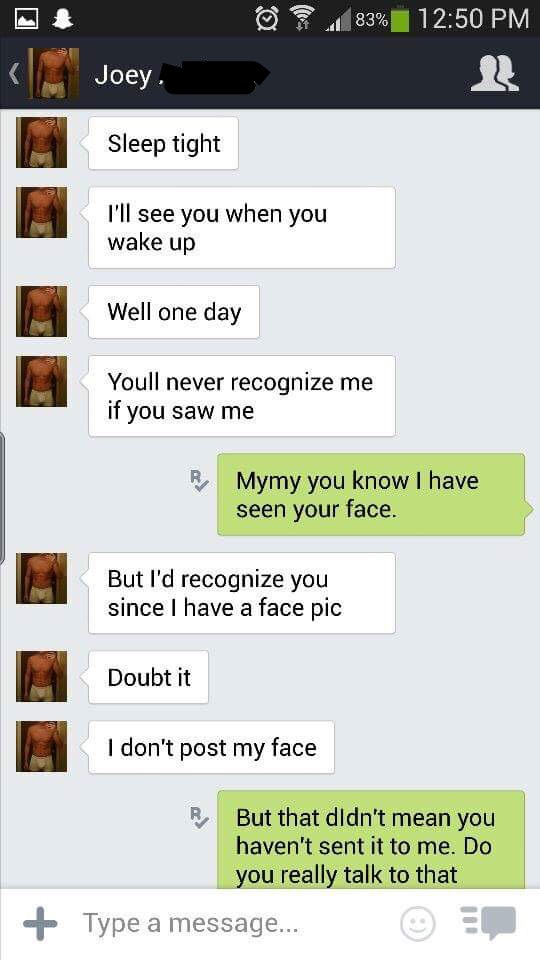 83% 12:50 PM
Joey
Sleep tight
I'll see you when you
wake up
Well one day
Youll never recognize me
if you saw me
Mymy you know I have
seen your face.
R
But I'd recognize you
since I have a face pic
Doubt it
I don't post my face
But that dIdn't mean you
haven't sent it to me. Do
you really talk to that
R
Type a message...